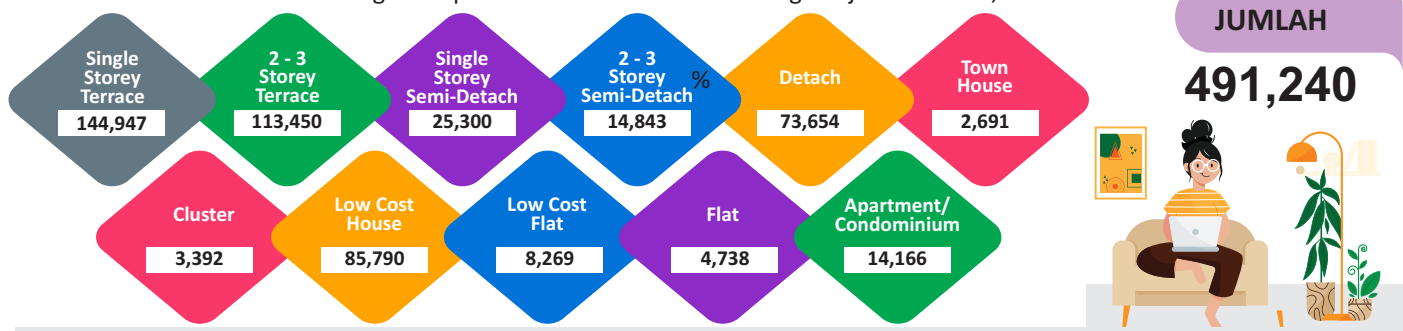 JUMLAH
491,240
Single
Storey
Terrace
144,947
2 - 3
Storey
Terrace
113,450
Single
Storey
Semi-Detach
25,300
2 - 3
Storey
Semi-Detach
%
14,843
Detach
73,654
Town
House
2,691
Cluster
3,392
Low Cost
House
85,790
Low Cost
Flat
8,269
Flat
4,738
Apartment/
Condominium
14,166